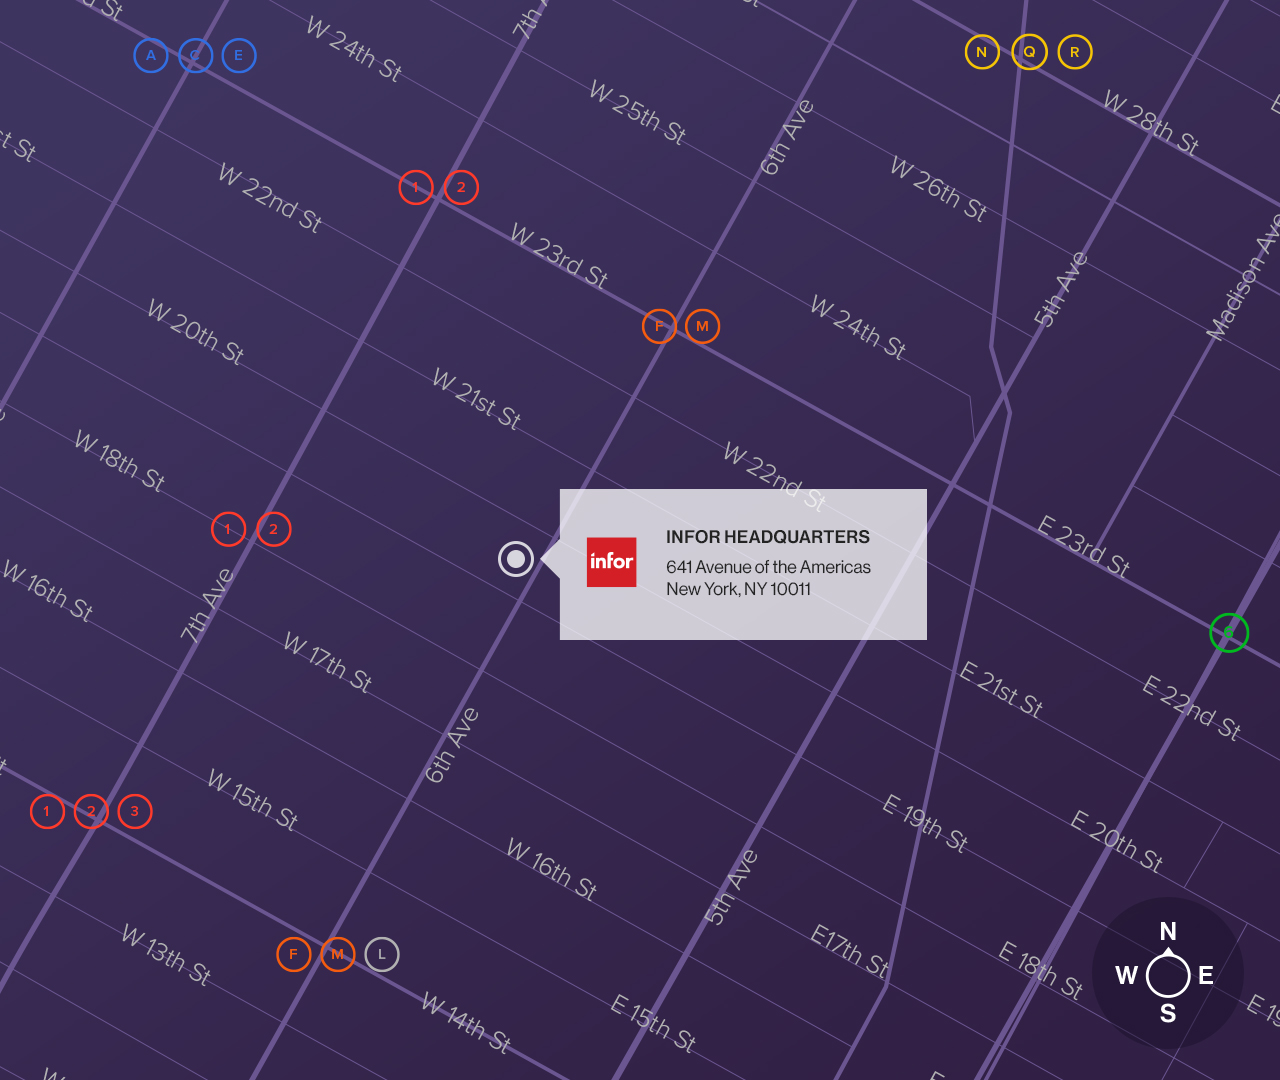 A
C
E
W 24th St
7th
N
Q
R
W 25th St
6th Ave
W 28th St
W 22nd St
1
2
W 26th St
W 23rd St
5th Ave
Madison Ave
W 20th St
F
M
W 24th St
W 21st St
W 18th St
W 22nd St
1
2
INFOR HEADQUARTERS
infor
641 Avenue of the Americas
New York, NY 10011
E 23rd St
W 16th St
7th Ave
6
W 17th St
E 21st St
E 22nd St
6th Ave
1
2
3
W 15th St
E 19th St
E 20th St
W 16th St
5th Ave
F
M
L
W 13th St
E17th St
E 18th St
N
W
E
S
W 14th St
E 15th St